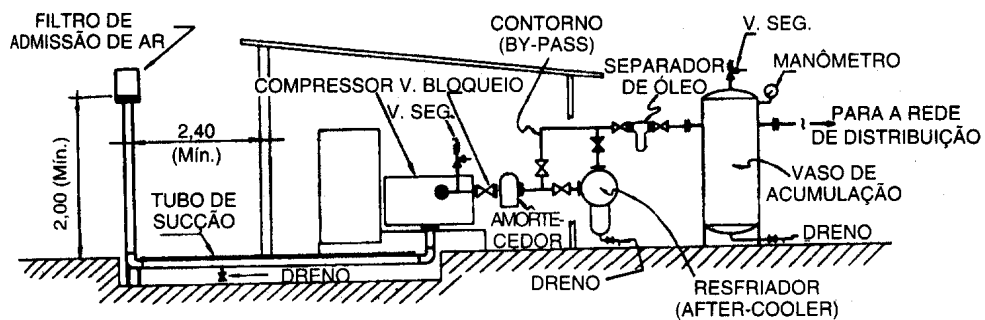 FILTRO DE
ADMISSÃO DE AR
CONTORNO
(BY-PASS)
V. SEG.
MANÔMETRO
SEPARADOR
DE ÓLEO
COMPRESSOR V. BLOQUEIO
V. SEG.
PARA A REDE
DE DISTRIBUIÇÃO
2,40
(Mín.)
2,00 (Mín.)
VASO DE
ACUMULAÇÃO
TUBO DE
SUCÇÃO
AMORTE-
CEDOR
DRENO
DRENO
DRENO
RESFRIADOR
(AFTER-COOLER)